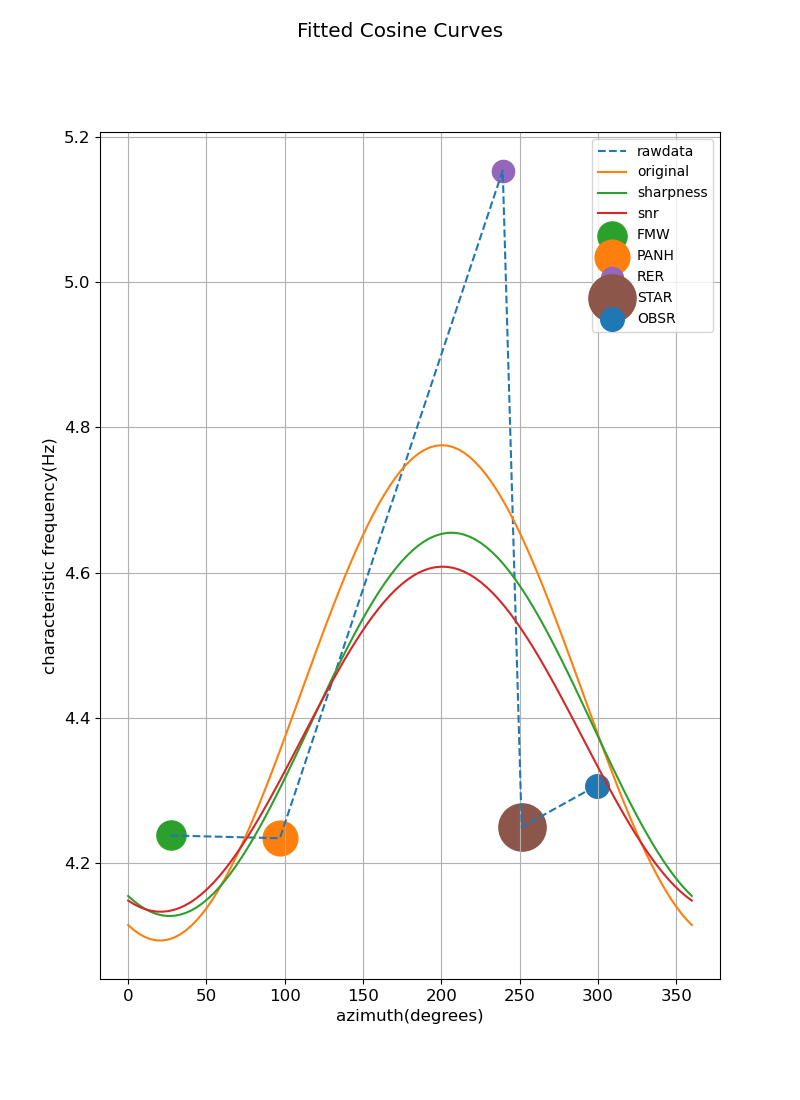 Fitted Cosine Curves
5.2
5.0
4.8
4.6
4.4
4.2
characteristic frequency(Hz)
rawdata
original
sharpness
snr
FMW
PANH
RER
STAR
OBSR
0 50 100 150 200 250 300 350
azimuth(degrees)